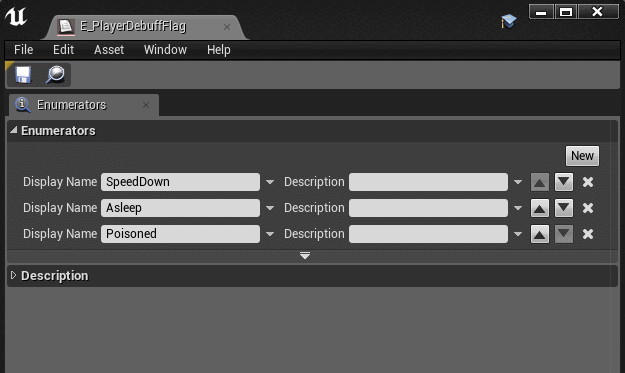 E_PlayerDebuffFlag
File Edit Asset Window Help
Enumerators
Enumerators
New
Display Name SpeedDown Description
Display Name Asleep Description
Display Name Poisoned Description
Description